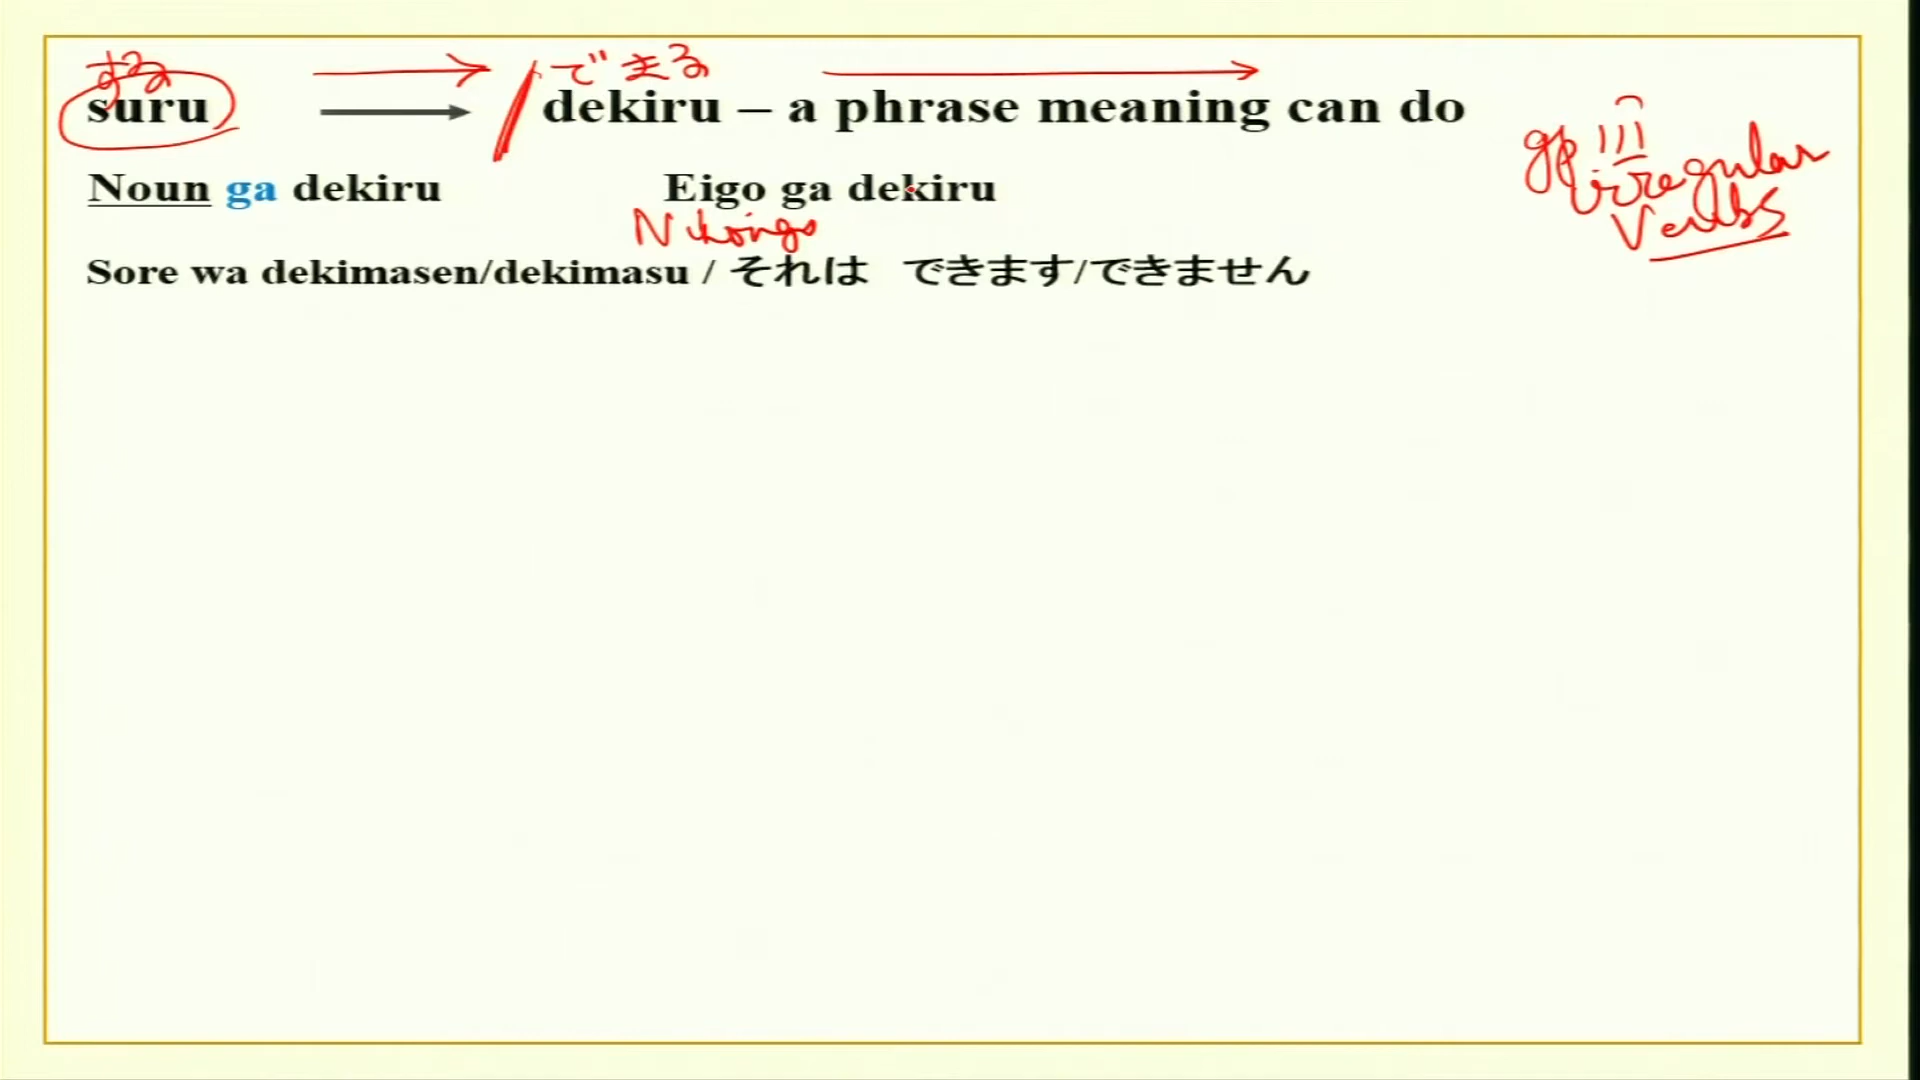 する できる
suru dekiru – a phrase meaning can do
gp III
irregular
Verbs
Noun ga dekiru Eigo ga dekiru
Nihongo
Sore wa dekimasen/dekimasu / それは できます/できません